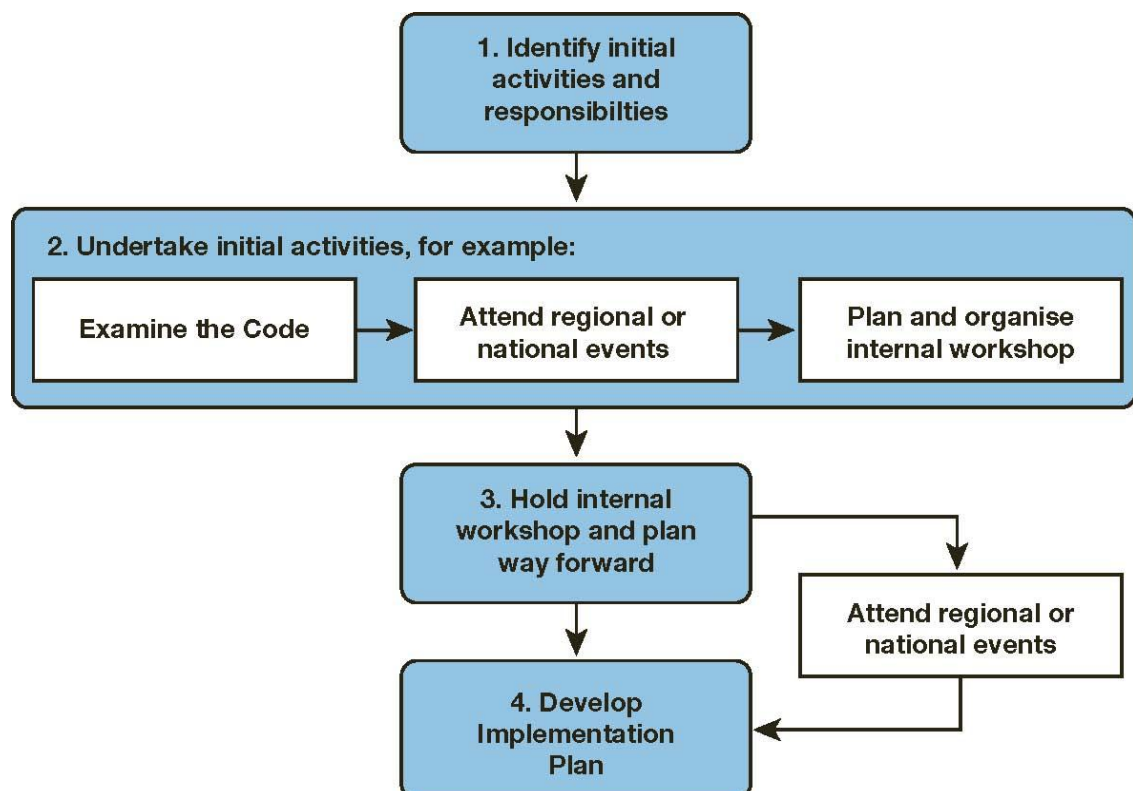 1. Identify initial
activities and
responsibilties
2. Undertake initial activities, for example:
Examine the Code
Attend regional or
national events
Plan and organise
internal workshop
3. Hold internal
workshop and plan
way forward
Attend regional or
national events
4. Develop
Implementation
Plan